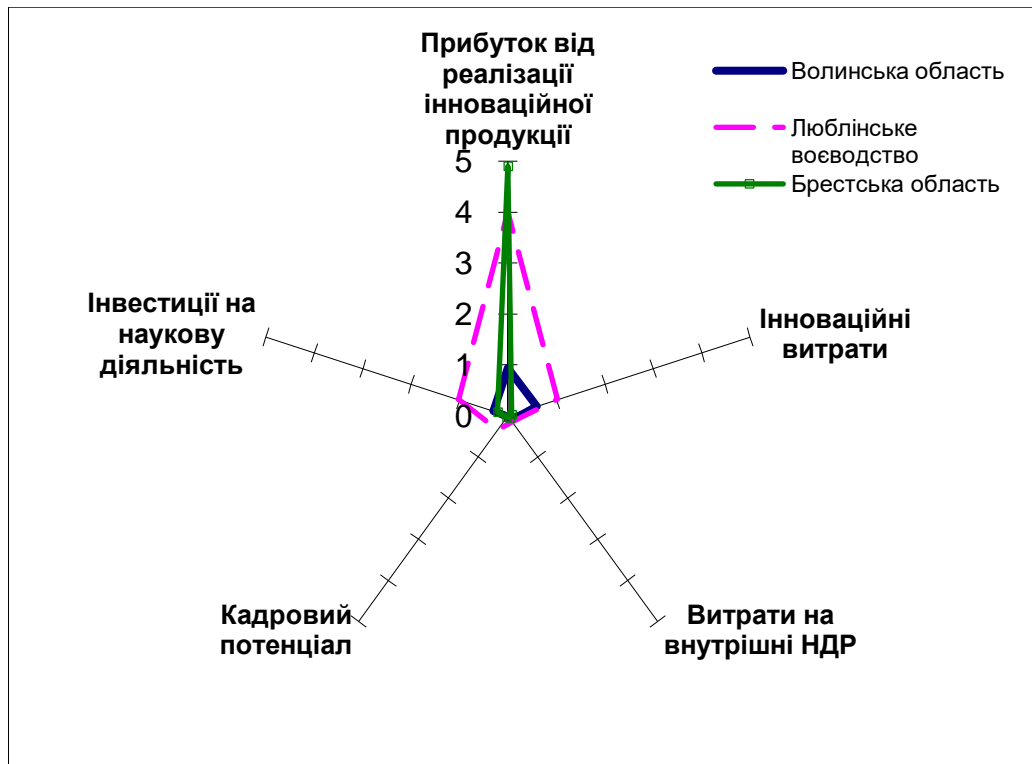 Прибуток від
реалізації
інноваційної
продукції
Волинська область
Люблінське
воєводство
Брестська область
5
4
3
2
1
0
Інвестиції на
наукову
діяльність
Інноваційні
витрати
Кадровий
потенціал
Витрати на
внутрішні НДР